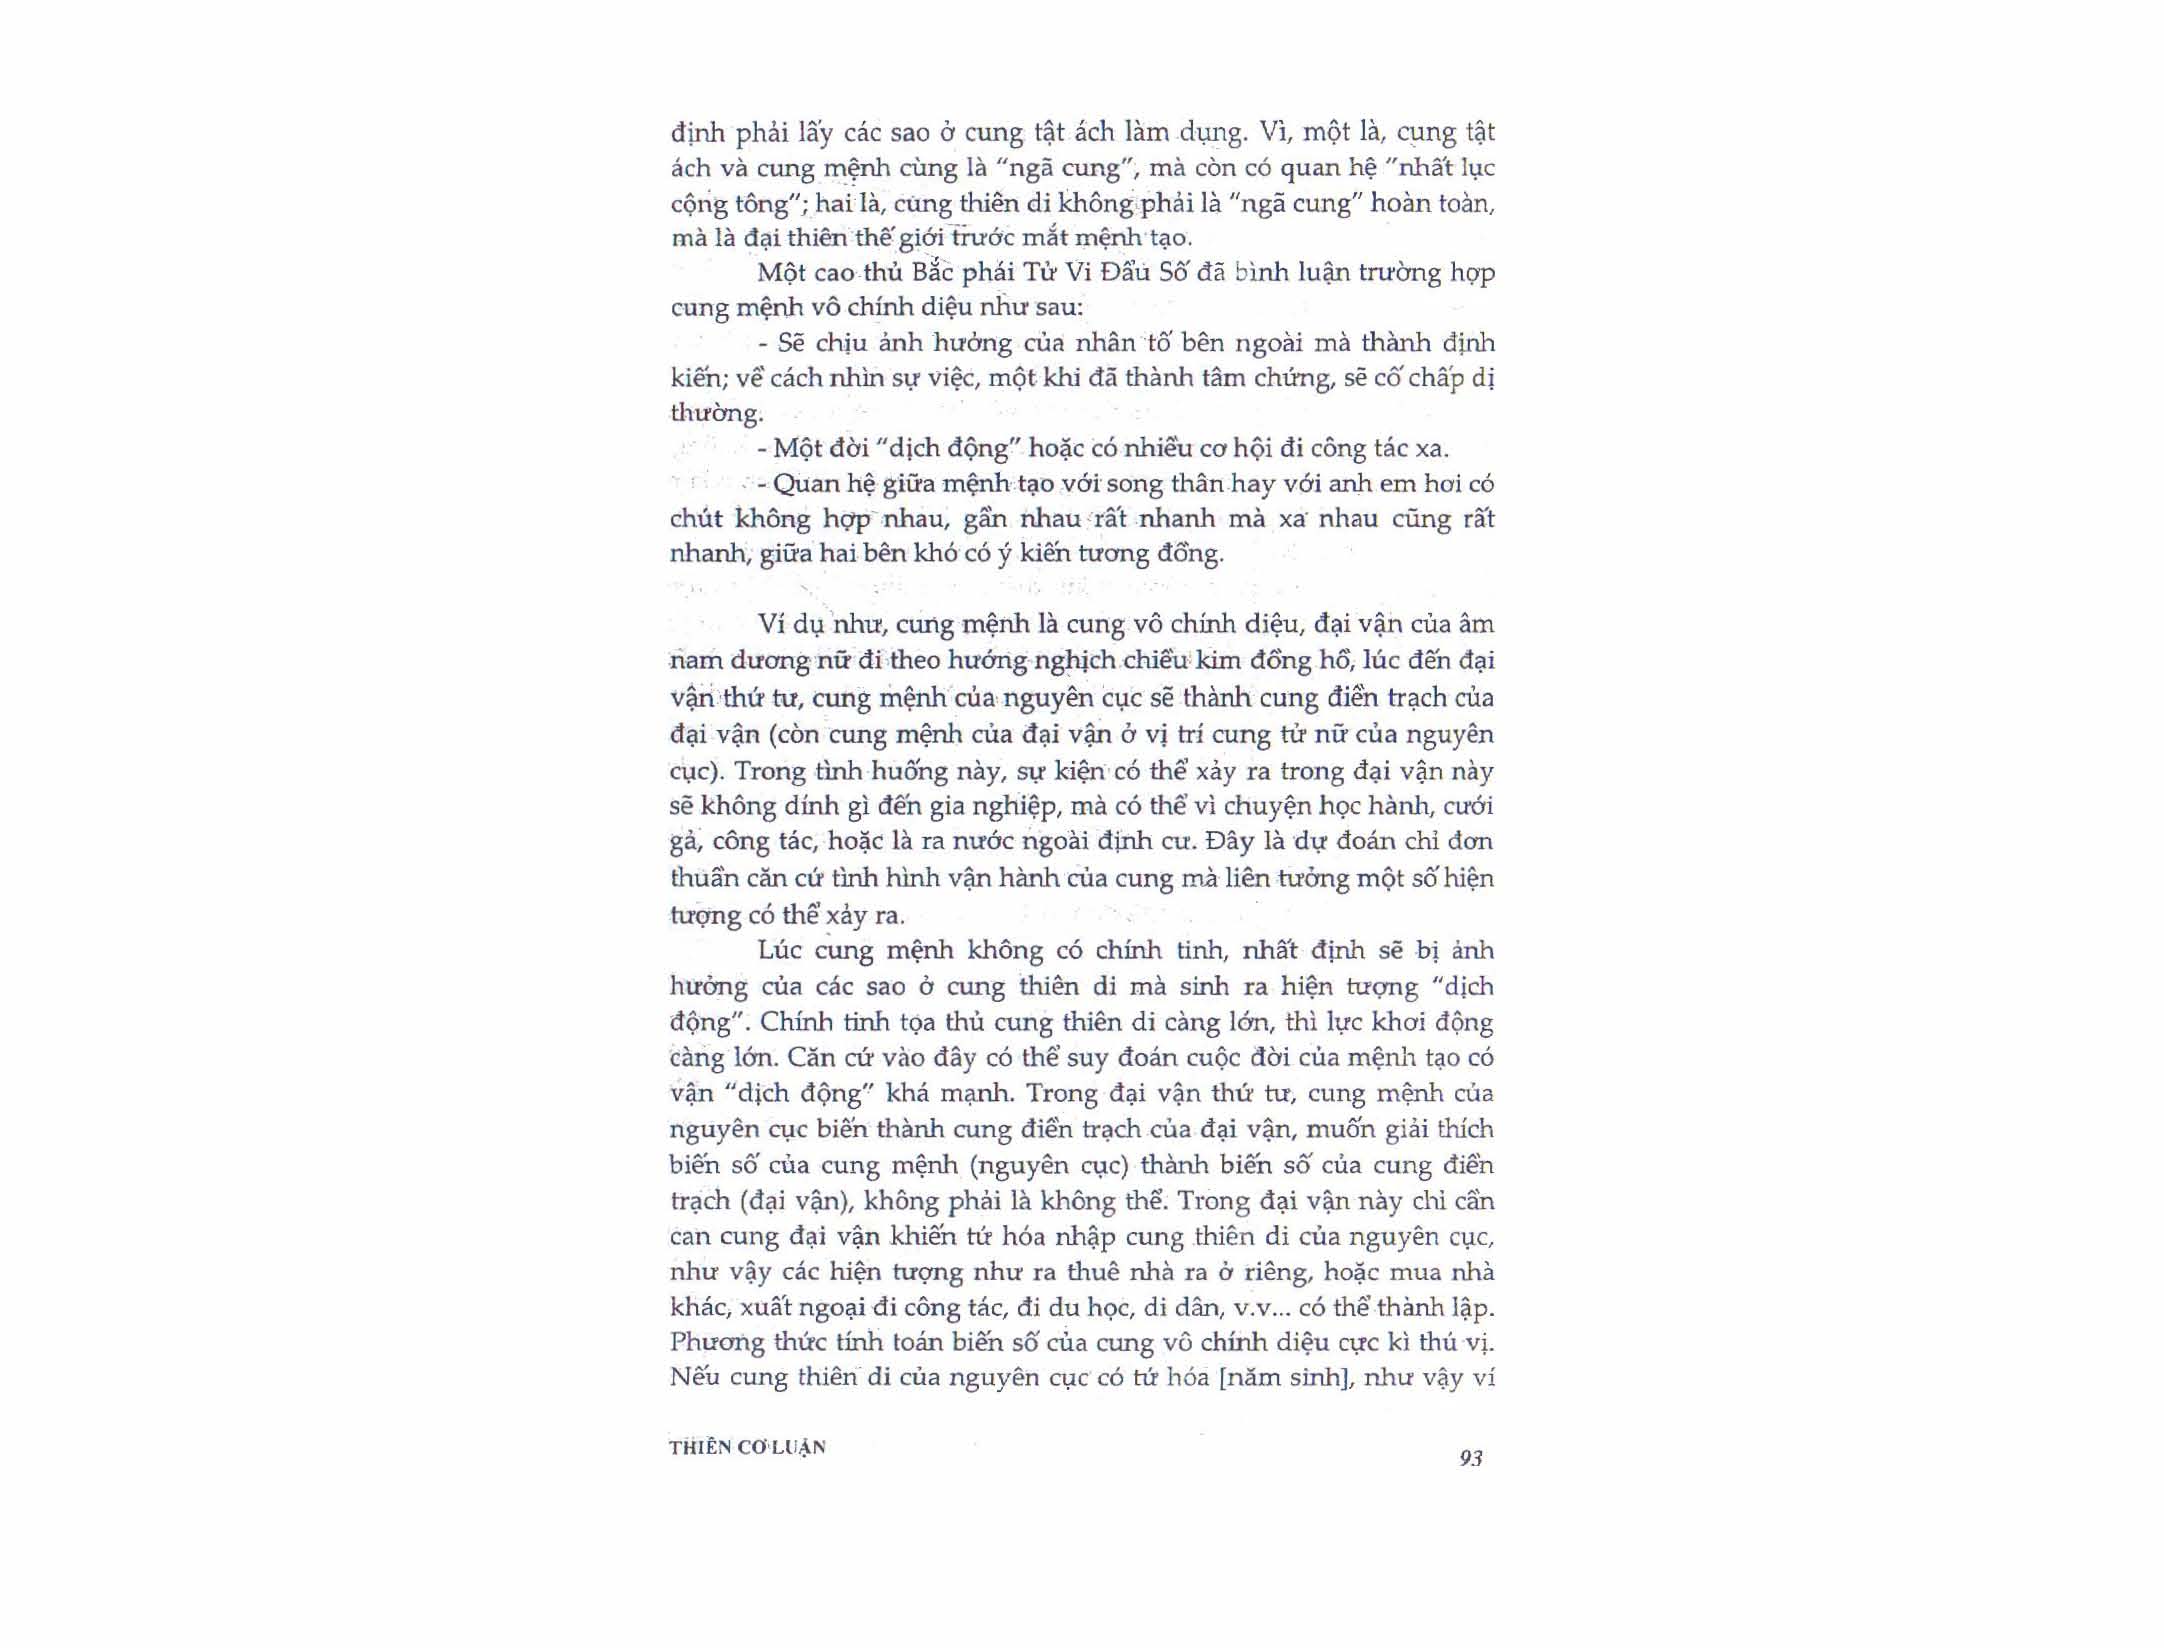 định phải lấy các sao ở cung tật ách làm dụng. Vì, một là, cung tật
ách và cung mệnh cùng là "ngã cung", mà còn có quan hệ "nhất lục
cộng tông"; hai là, cung thiên di không phải là "ngã cung" hoàn toàn,
mà là đại thiên thế giới trước mắt mệnh tạo.
Một cao thủ Bắc phái Tử Vi Đẩu Số đã bình luận trường hợp
cung mệnh vô chính diệu như sau:
- Sẽ chịu ảnh hưởng của nhân tố bên ngoài mà thành định
kiến; về cách nhìn sự việc, một khi đã thành tâm chứng, sẽ cố chấp dị
thường.
- Một đời "dịch động" hoặc có nhiều cơ hội đi công tác xa.
- Quan hệ giữa mệnh tạo với song thân hay với anh em hơi có
chút không hợp nhau, gần nhau rất nhanh mà xa nhau cũng rất
nhanh, giữa hai bên khó có ý kiến tương đồng.
Ví dụ như, cung mệnh là cung vô chính diệu, đại vận của âm
nam dương nữ đi theo hướng nghịch chiều kim đồng hồ, lúc đến đại
vận thứ tư, cung mệnh của nguyên cục sẽ thành cung điền trạch của
đại vận (còn cung mệnh của đại vận ở vị trí cung tử nữ của nguyên
cục). Trong tình huống này, sự kiện có thể xảy ra trong đại vận này
sẽ không dính gì đến gia nghiệp, mà có thể vì chuyện học hành, cưới
gả, công tác, hoặc là ra nước ngoài định cư. Đây là dự đoán chỉ đơn
thuần căn cứ tình hình vận hành của cung mà liên tưởng một số hiện
tượng có thể xảy ra.
Lúc cung mệnh không có chính tinh, nhất định sẽ bị ảnh
hưởng của các sao ở cung thiên di mà sinh ra hiện tượng "dịch
động". Chính tinh tọa thủ cung thiên di càng lớn, thì lực khơi động
càng lớn. Căn cứ vào đây có thể suy đoán cuộc đời của mệnh tạo có
vận "dịch động" khá mạnh. Trong đại vận thứ tư, cung mệnh của
nguyên cục biến thành cung điền trạch của đại vận, muốn giải thích
biến số của cung mệnh (nguyên cục) thành biến số của cung điền
trạch (đại vận), không phải là không thể. Trong đại vận này chỉ cần
can cung đại vận khiến tứ hóa nhập cung thiên di của nguyên cục,
như vậy các hiện tượng như ra thuê nhà ra ở riêng, hoặc mua nhà
khác, xuất ngoại đi công tác, đi du học, di dân, v.v... có thể thành lập.
Phương thức tính toán biến số của cung vô chính diệu cực kì thú vị.
Nếu cung thiên di của nguyên cục có tứ hóa [năm sinh], như vậy ví
THIÊN CƠ LUẬN
93